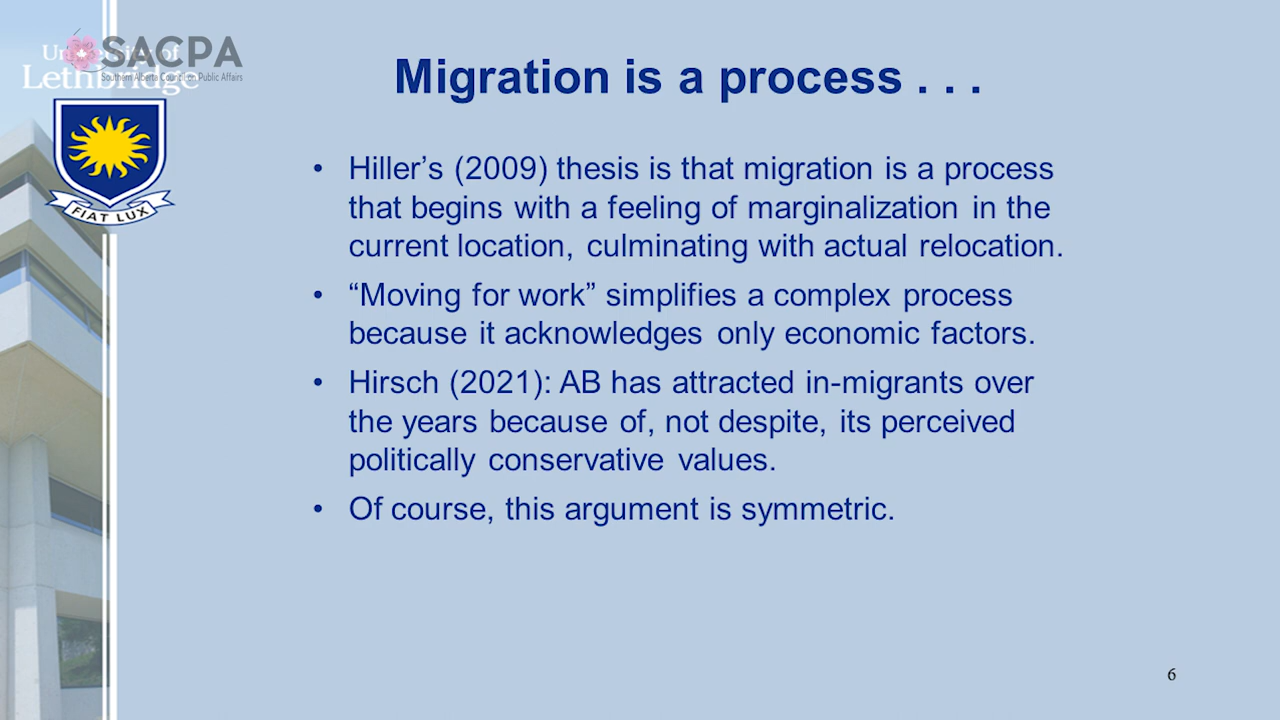 University of
Lethbridge
SACPA
Southern Alberta Council on Public Affairs
FIAT LUX
Migration is a process . . .
• Hiller’s (2009) thesis is that migration is a process
that begins with a feeling of marginalization in the
current location, culminating with actual relocation.
• “Moving for work” simplifies a complex process
because it acknowledges only economic factors.
• Hirsch (2021): AB has attracted in-migrants over
the years because of, not despite, its perceived
politically conservative values.
• Of course, this argument is symmetric.
6